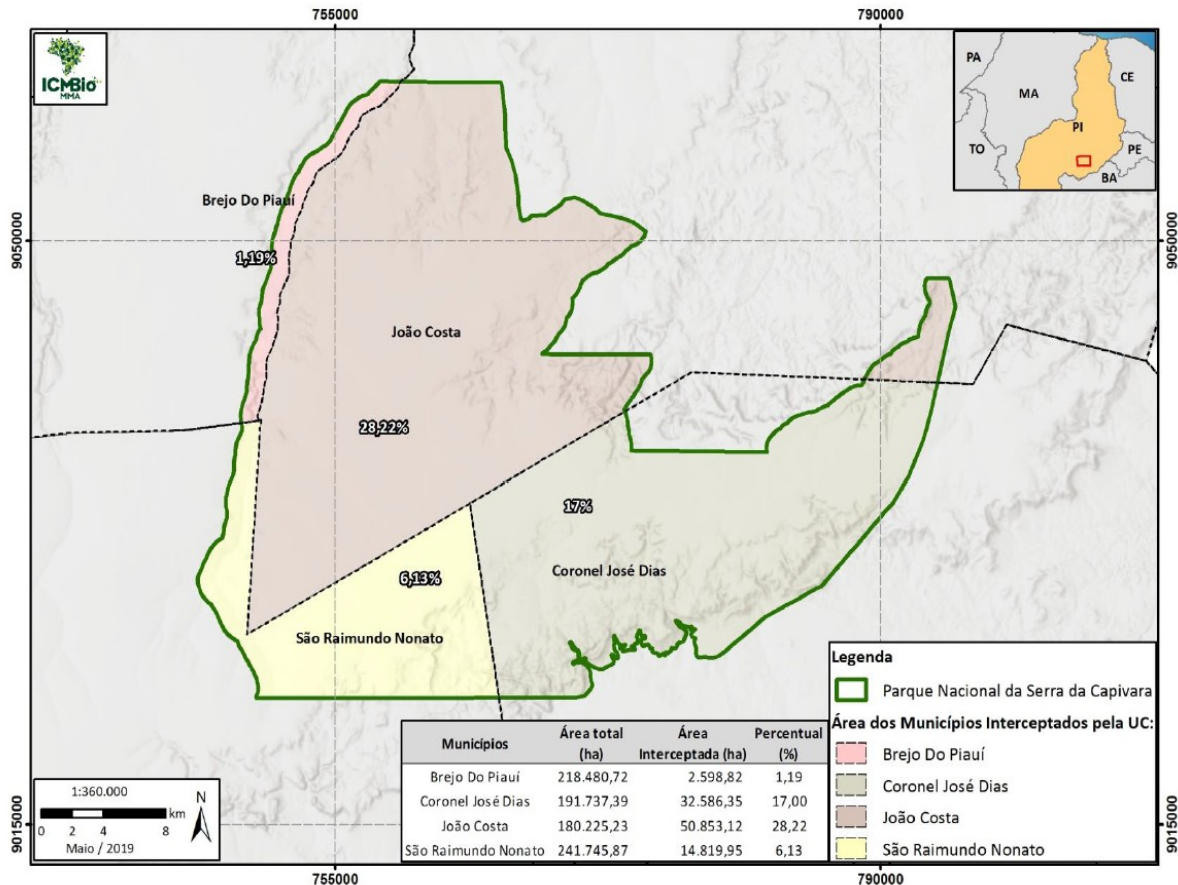 755000
790000
ICMBio
MMA
PA
MA
CE
PI
TO
PE
BA
Brejo Do Piauí
9050000
9050000
1,19%
João Costa
28,22%
17%
Coronel José Dias
6,13%
São Raimundo Nonato
Legenda
Parque Nacional da Serra da Capivara
Área dos Municípios Interceptados pela UC:
Brejo Do Piauí
Coronel José Dias
João Costa
São Raimundo Nonato
Municípios Área total (ha) Área Interceptada (ha) Percentual (%)
Brejo Do Piauí 218.480,72 2.598,82 1,19
Coronel José Dias 191.737,39 32.586,35 17,00
João Costa 180.225,23 50.853,12 28,22
São Raimundo Nonato 241.745,87 14.819,95 6,13
1:360.000
N
km
0 2 4 8
Maio / 2019
9015000
9015000
755000
790000